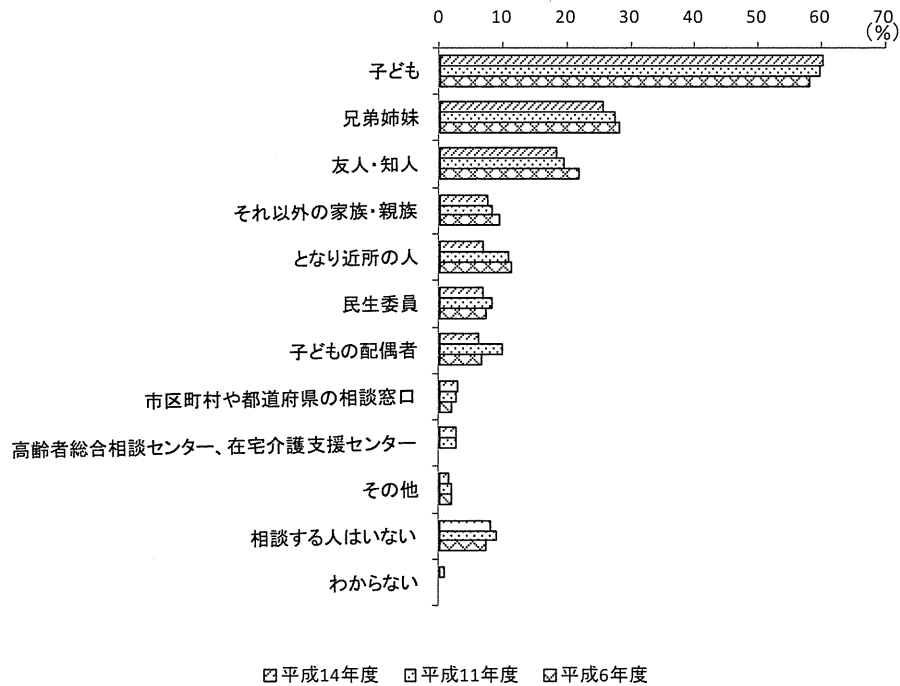 0 10 20 30 40 50 60 70
(%)
子ども
兄弟姉妹
友人・知人
それ以外の家族・親族
となり近所の人
民生委員
子どもの配偶者
市区町村や都道府県の相談窓口
高齢者総合相談センター、在宅介護支援センター
その他
相談する人はいない
わからない
平成14年度 平成11年度 平成6年度